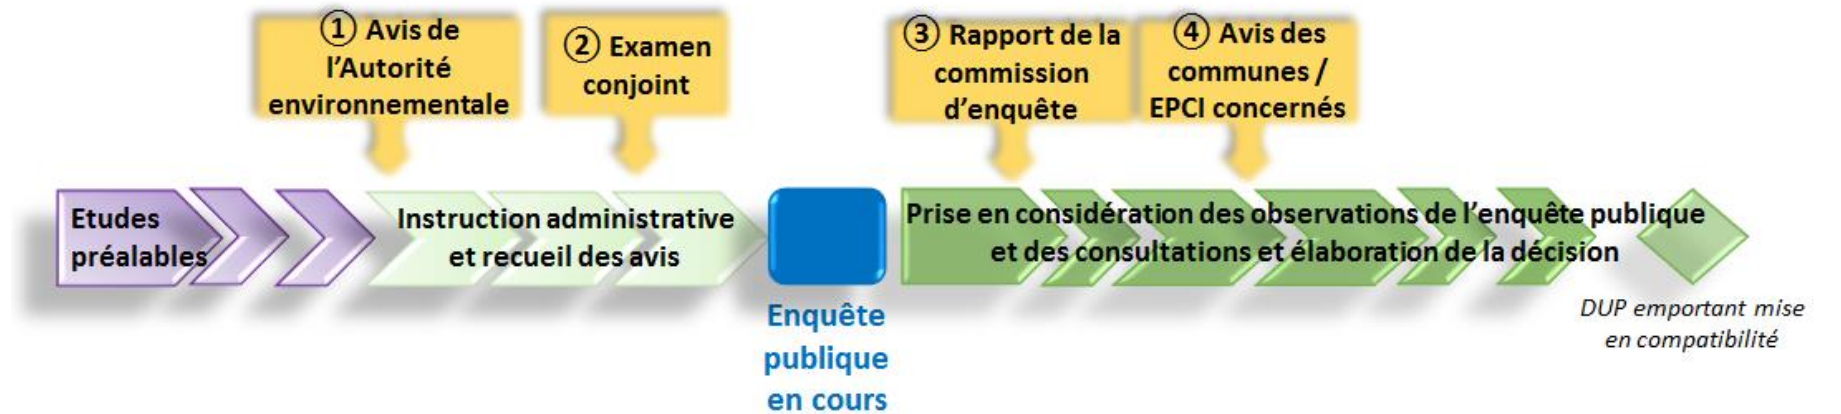 ① Avis de
l'Autorité
environnementale
② Examen
conjoint
③ Rapport de la
commission
d'enquête
④ Avis des
communes /
EPCI concernés
Etudes
préalables
Instruction administrative
et recueil des avis
Enquête
publique
en cours
Prise en considération des observations de l'enquête publique
et des consultations et élaboration de la décision
DUP emportant mise
en compatibilité